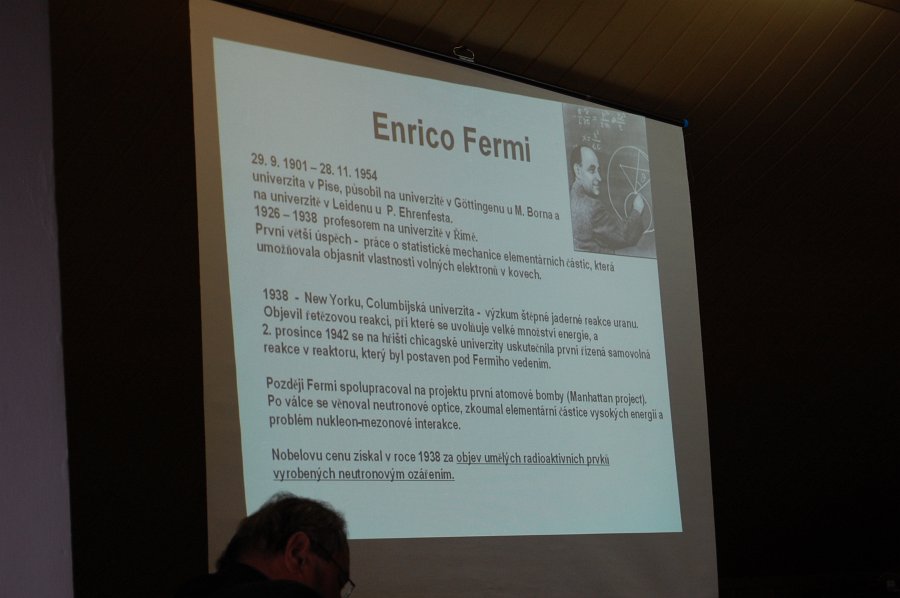 Enrico Fermi
29. 9. 1901 – 28. 11. 1954
univerzita v Pise, působil na univerzitě v Göttingenu u M. Borna a
na univerzitě v Leidenu u P. Ehrenfesta.
1926 – 1938 profesorem na univerzitě v Římě.
První větší úspěch - práce o statistické mechanice elementárních částic, která
umožňovala objasnit vlastnosti volných elektronů v kovech.
1938 - New Yorku, Columbijská univerzita - výzkum štěpné jaderné reakce uranu.
Objevil řetězovou reakci, při které se uvolňuje velké množství energie, a
2. prosince 1942 se na hřišti chicagské univerzity uskutečnila první řízená samovolná
reakce v reaktoru, který byl postaven pod Fermiho vedením.
Později Fermi spolupracoval na projektu první atomové bomby (Manhattan project).
Po válce se věnoval neutronové optice, zkoumal elementární částice vysokých energií a
problém nukleon-mezonové interakce.
Nobelovu cenu získal v roce 1938 za objev umělých radioaktivních prvků
vyrobených neutronovým ozářením.